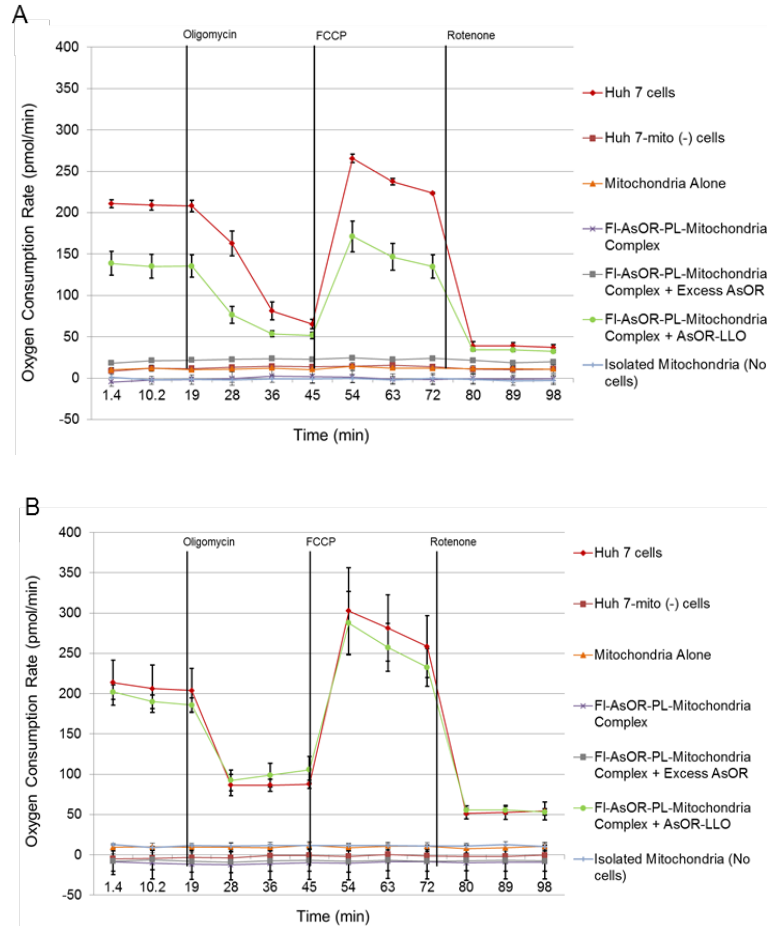 A
Oligomycin FCCP Rotenone
400
350
300
250
200
150
100
50
0
-50
Oxygen Consumption Rate (pmol/min)
1.4 10.2 19 28 36 45 54 63 72 80 89 98
Time (min)
Huh 7 cells
Huh 7-mito (-) cells
Mitochondria Alone
Fl-AsOR-PL-Mitochondria
Complex
Fl-AsOR-PL-Mitochondria
Complex + Excess AsOR
Fl-AsOR-PL-Mitochondria
Complex + AsOR-LLO
Isolated Mitochondria (No
cells)
B
Oligomycin FCCP Rotenone
400
350
300
250
200
150
100
50
0
-50
Oxygen Consumption Rate (pmol/min)
1.4 10.2 19 28 36 45 54 63 72 80 89 98
Time (min)
Huh 7 cells
Huh 7-mito (-) cells
Mitochondria Alone
Fl-AsOR-PL-Mitochondria
Complex
Fl-AsOR-PL-Mitochondria
Complex + Excess AsOR
Fl-AsOR-PL-Mitochondria
Complex + AsOR-LLO
Isolated Mitochondria (No
cells)